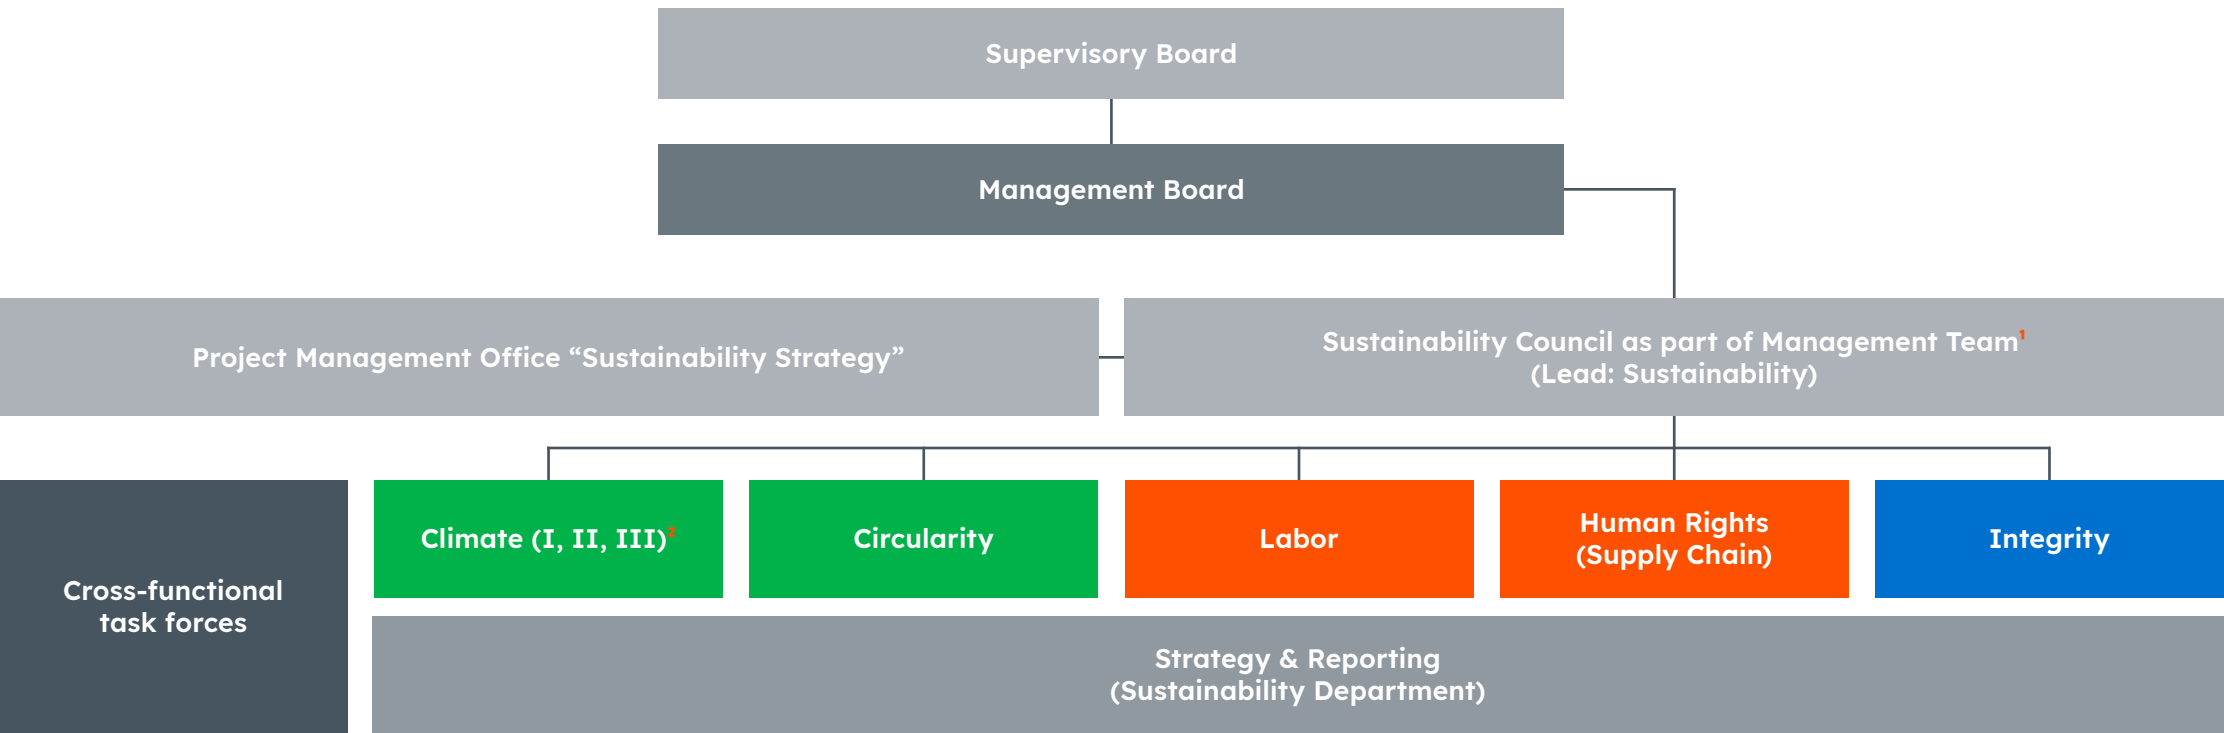 Supervisory Board
Management Board
Project Management Office “Sustainability Strategy”
Sustainability Council as part of Management Team¹
(Lead: Sustainability)
Cross-functional
task forces
Climate (I, II, III)²
Circularity
Labor
Human Rights
(Supply Chain)
Integrity
Strategy & Reporting
(Sustainability Department)